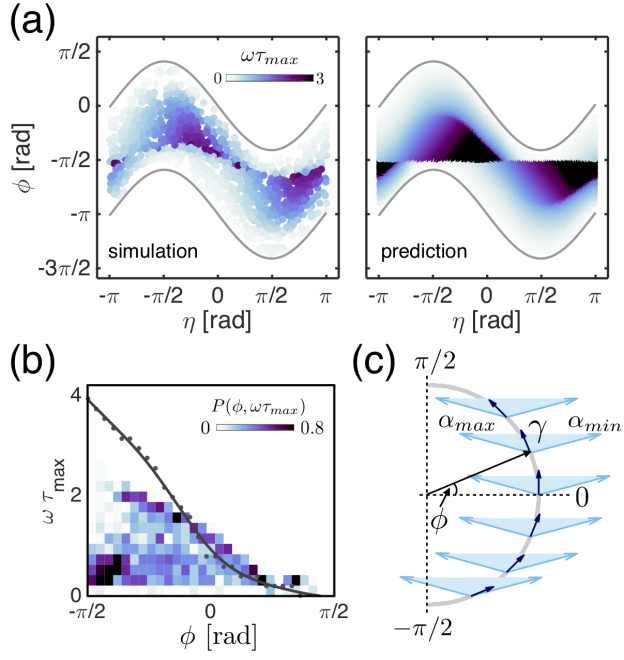 (a)
π/2
0
-π/2
-π
-3π/2
ϕ [rad]
ωτmax
0 3
simulation
-π -π/2 0 π/2 π
η [rad]
prediction
-π -π/2 0 π/2 π
η [rad]
(b)
4
2
0
ω τmax
P(ϕ, ωτmax)
0 0.8
-π/2 0 π/2
ϕ [rad]
(c)
π/2
αmax γ αmin
0
ϕ
−π/2